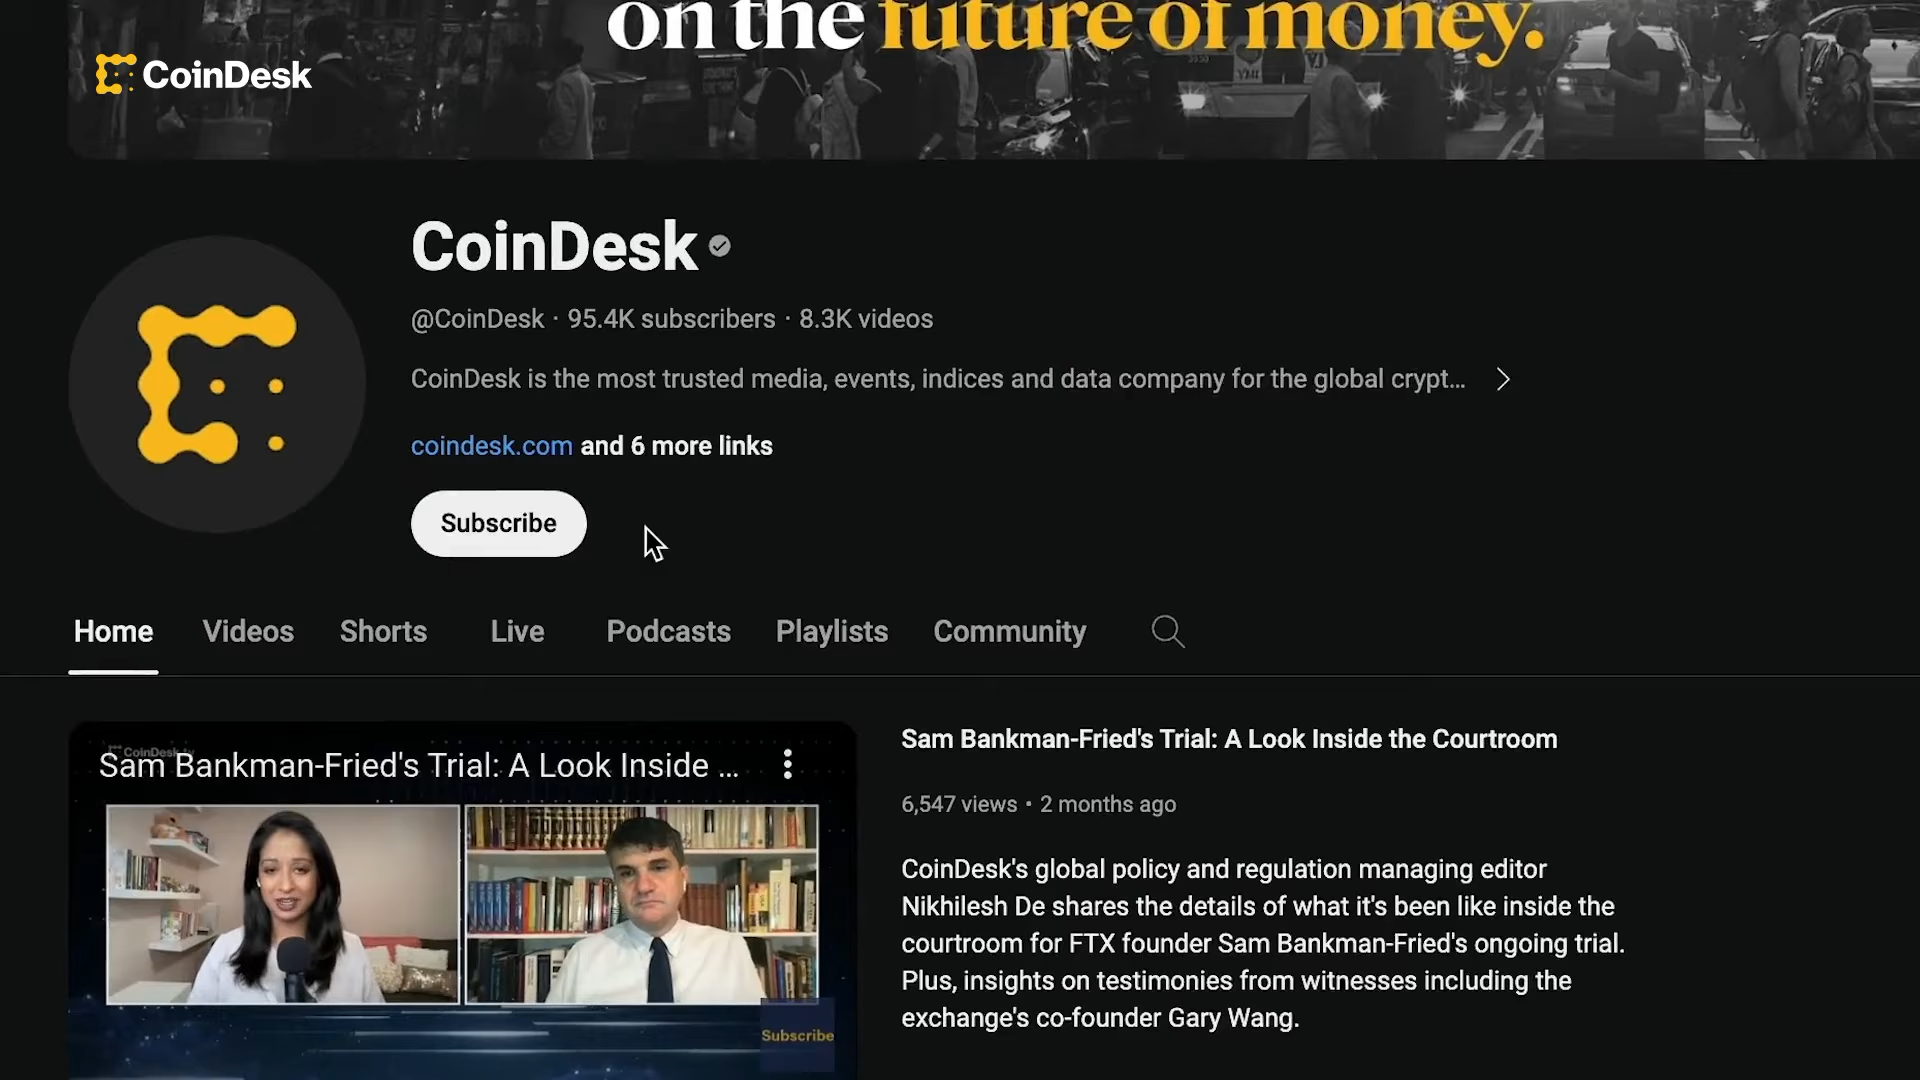 on the future of money.
CoinDesk
CoinDesk
@CoinDesk · 95.4K subscribers · 8.3K videos
CoinDesk is the most trusted media, events, indices and data company for the global crypt...
coindesk.com and 6 more links
Subscribe
Home Videos Shorts Live Podcasts Playlists Community
CoinDesk tv
Sam Bankman-Fried's Trial: A Look Inside ...
Subscribe
Sam Bankman-Fried's Trial: A Look Inside the Courtroom
6,547 views • 2 months ago
CoinDesk's global policy and regulation managing editor
Nikhilesh De shares the details of what it's been like inside the
courtroom for FTX founder Sam Bankman-Fried's ongoing trial.
Plus, insights on testimonies from witnesses including the
exchange's co-founder Gary Wang.